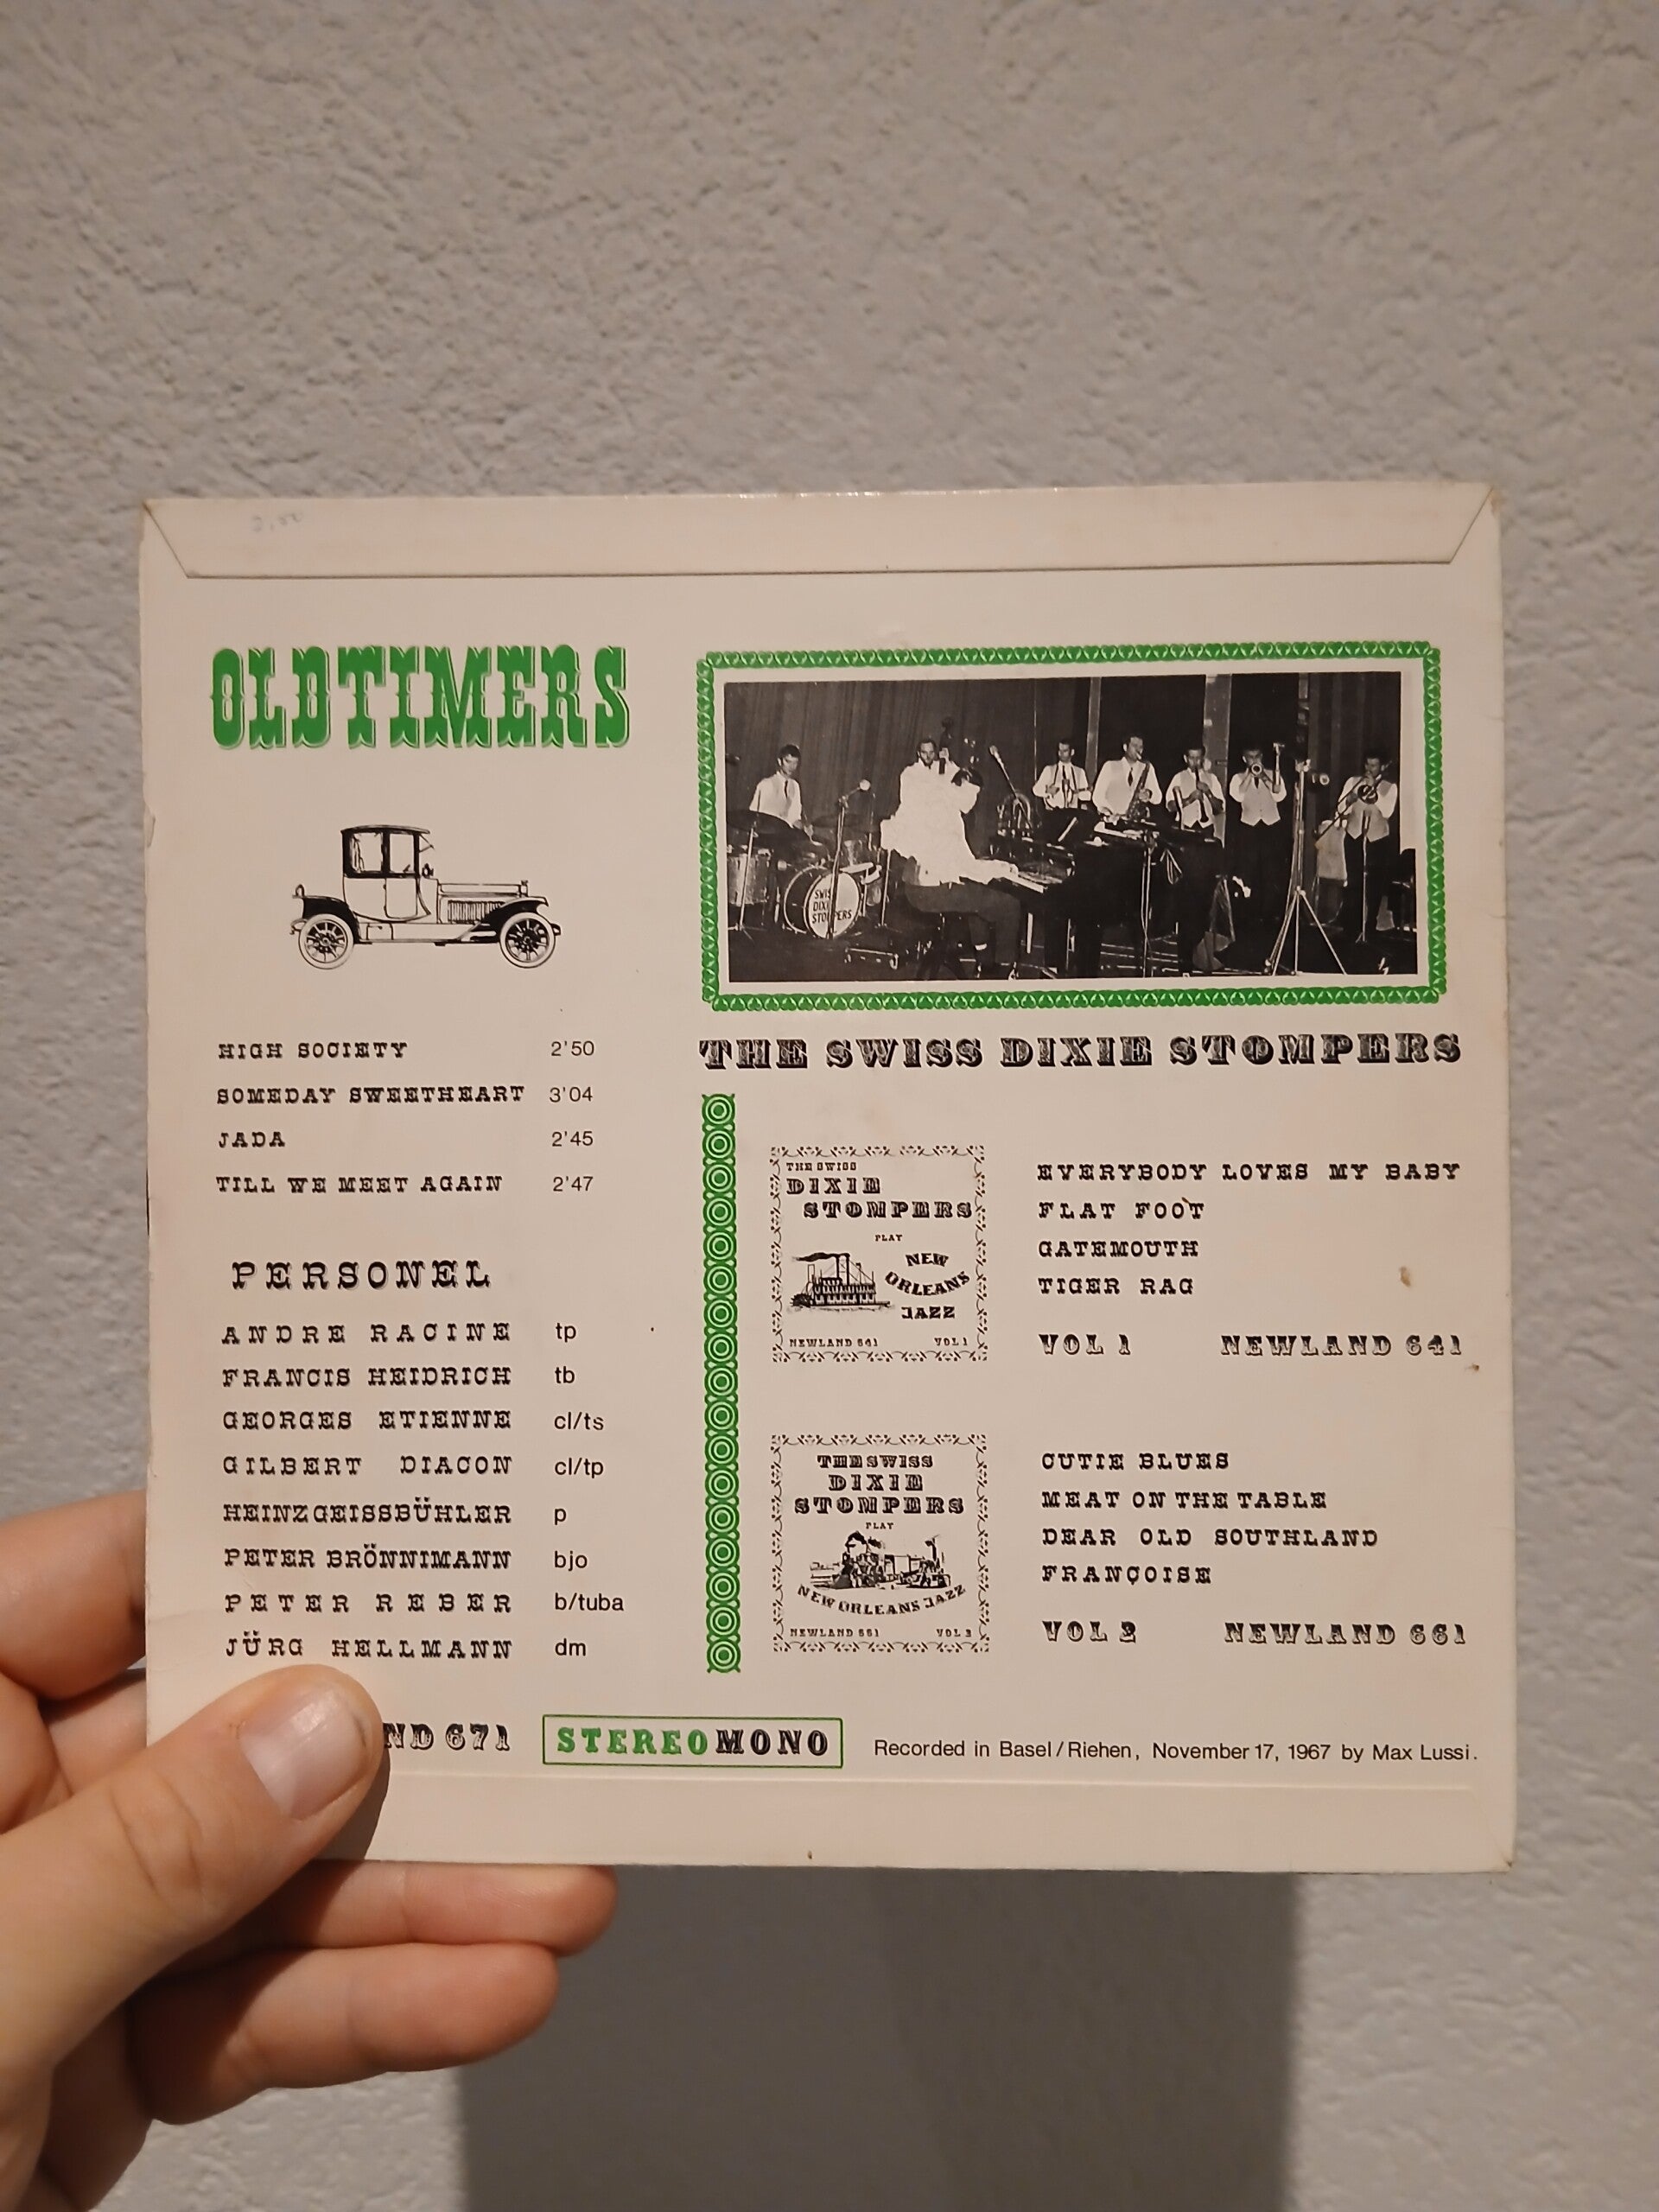 OLDTIMERS
SWISS
DIXIE
STOMPERS
HIGH SOCIETY 2'50
SOMEDAY SWEETHEART 3'04
JADA 2'45
TILL WE MEET AGAIN 2'47
PERSONEL
ANDRE RACINE tp
FRANCIS HEIDRICH tb
GEORGES ETIENNE cl/ts
GILBERT DIACON cl/tp
HEINZ GEISSBÜHLER p
PETER BRÖNNIMANN bjo
PETER REBER b/tuba
JÜRG HELLMANN dm
ND 671
STEREOMONO
THE SWISS DIXIE STOMPERS
THE SWISS
DIXIE
STOMPERS
PLAY
NEW
ORLEANS
JAZZ
NEWLAND 641 VOL 1
EVERYBODY LOVES MY BABY
FLAT FOOT
GATEMOUTH
TIGER RAG
VOL 1 NEWLAND 641
THE SWISS
DIXIE
STOMPERS
PLAY
NEW ORLEANS JAZZ
NEWLAND 661 VOL 2
CUTIE BLUES
MEAT ON THE TABLE
DEAR OLD SOUTHLAND
FRANÇOISE
VOL 2 NEWLAND 661
Recorded in Basel/Riehen, November 17, 1967 by Max Lussi.